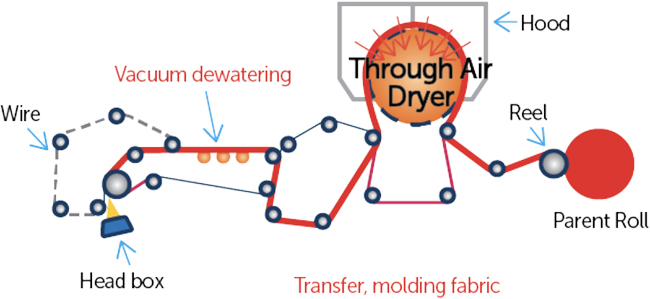 Hood
Through Air
Dryer
Vacuum dewatering
Wire
Reel
Parent Roll
Head box
Transfer, molding fabric